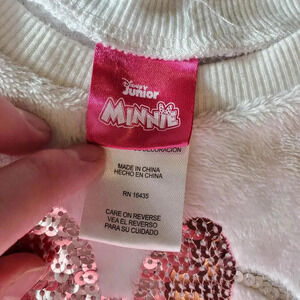 Disney
Junior
MINNIE
DECORACIÓN
MADE IN CHINA
HECHO EN CHINA
RN 16435
CARE ON REVERSE
VEA EL REVERSO
PARA SU CUIDADO